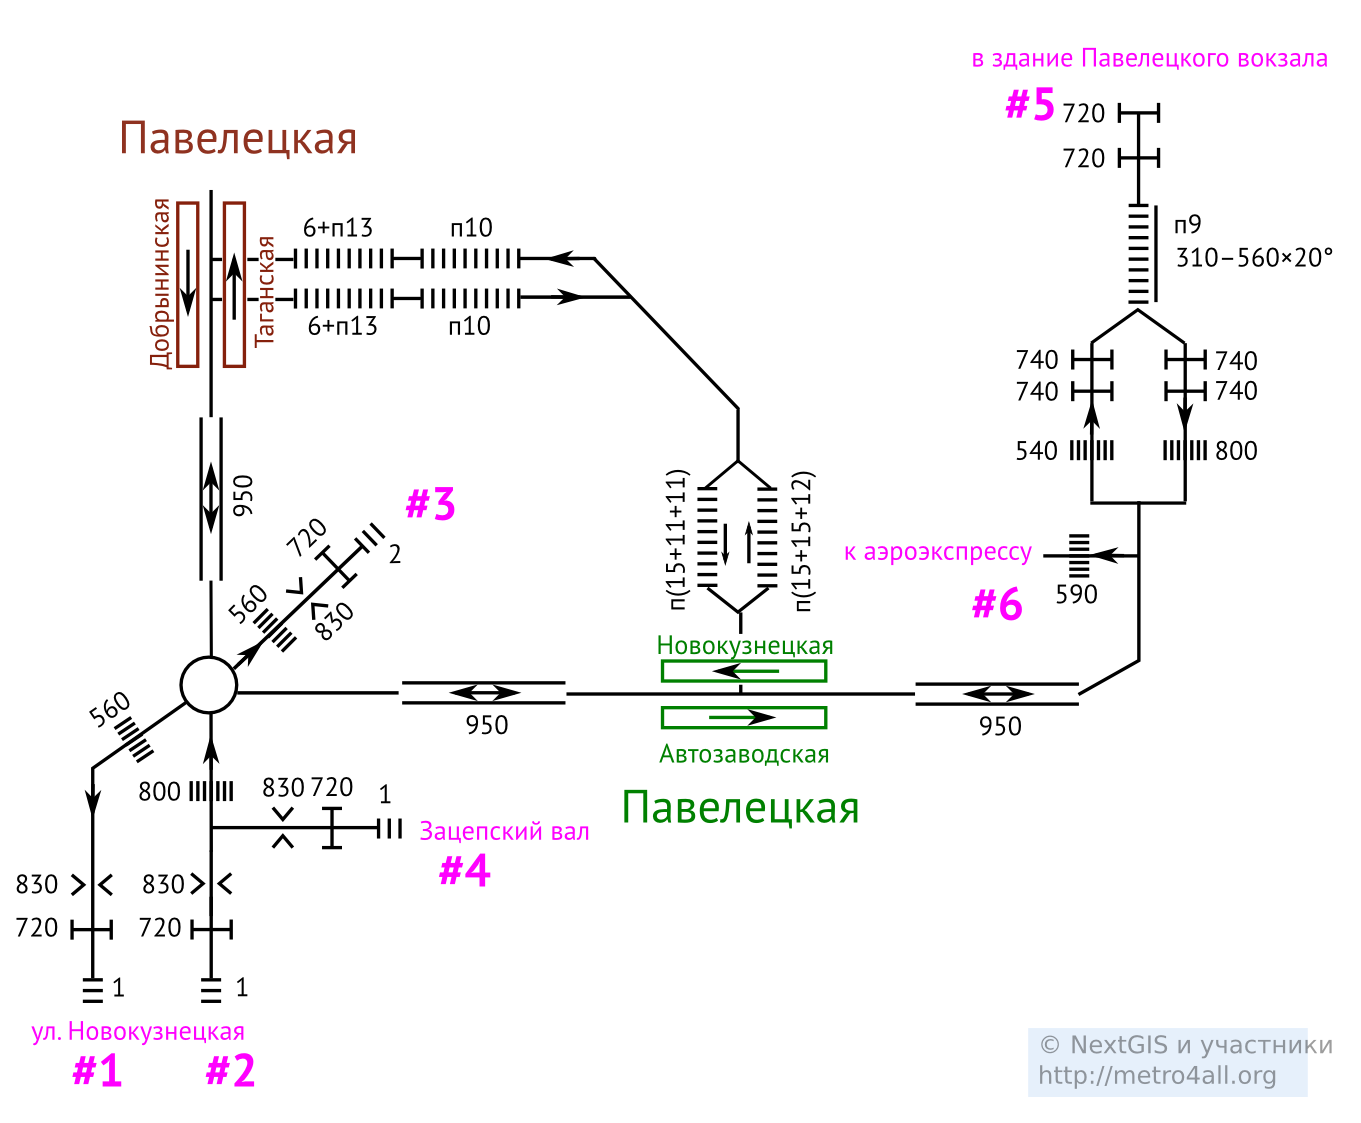 в здание Павелецкого вокзала
#5
720
720
Павелецкая
Добрынинская
Таганская
6+п13
п10
6+п13
п10
п9
310–560×20°
740
740
740
740
540
800
950
#3
720
2
560
830
п(15+11+11)
п(15+15+12)
к аэроэкспрессу
#6
590
Новокузнецкая
950
950
Автозаводская
Павелецкая
560
800
830
720
1
Зацепский вал
#4
830
830
720
720
1
1
ул. Новокузнецкая
#1
#2
© NextGIS и участники
http://metro4all.org